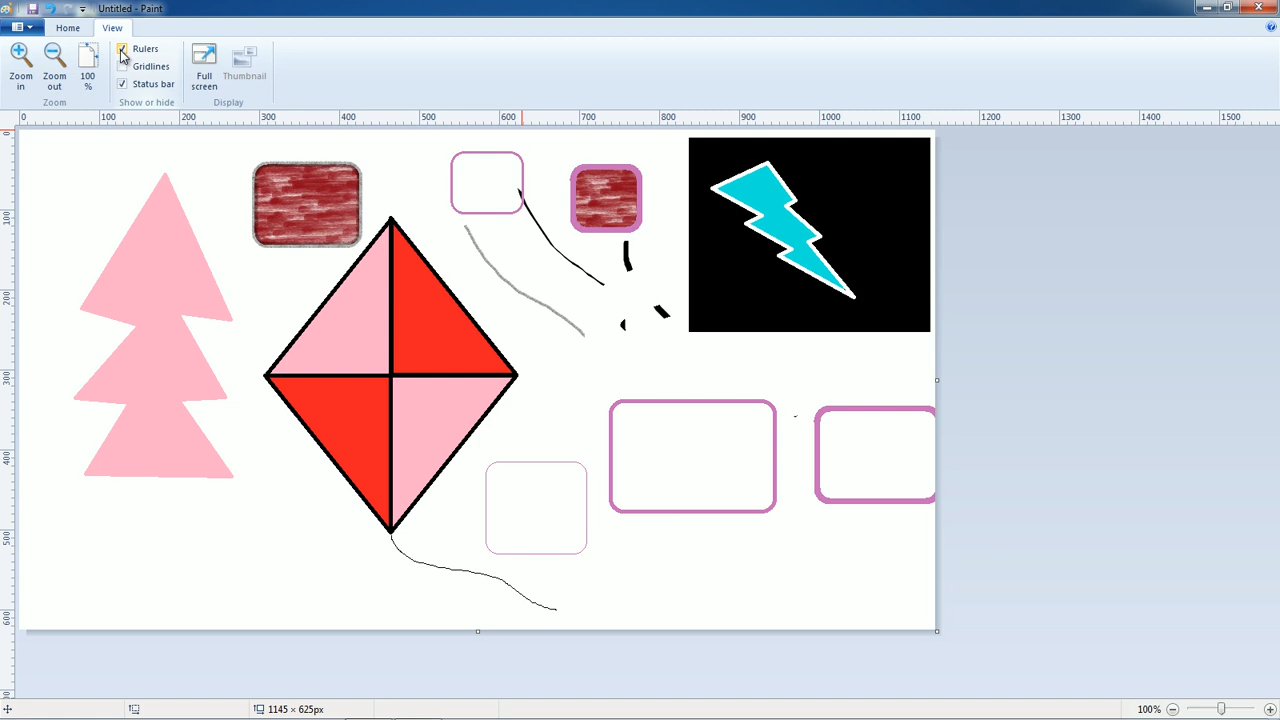 Untitled - Paint
Home View
Zoom in
Zoom out
100 %
Rulers
Gridlines
Status bar
Full screen
Thumbnail
Zoom
Show or hide
Display
0 100 200 300 400 500 600 700 800 900 1000 1100 1200 1300 1400 1500
0
100
200
300
400
500
600
1145 × 625px
100%